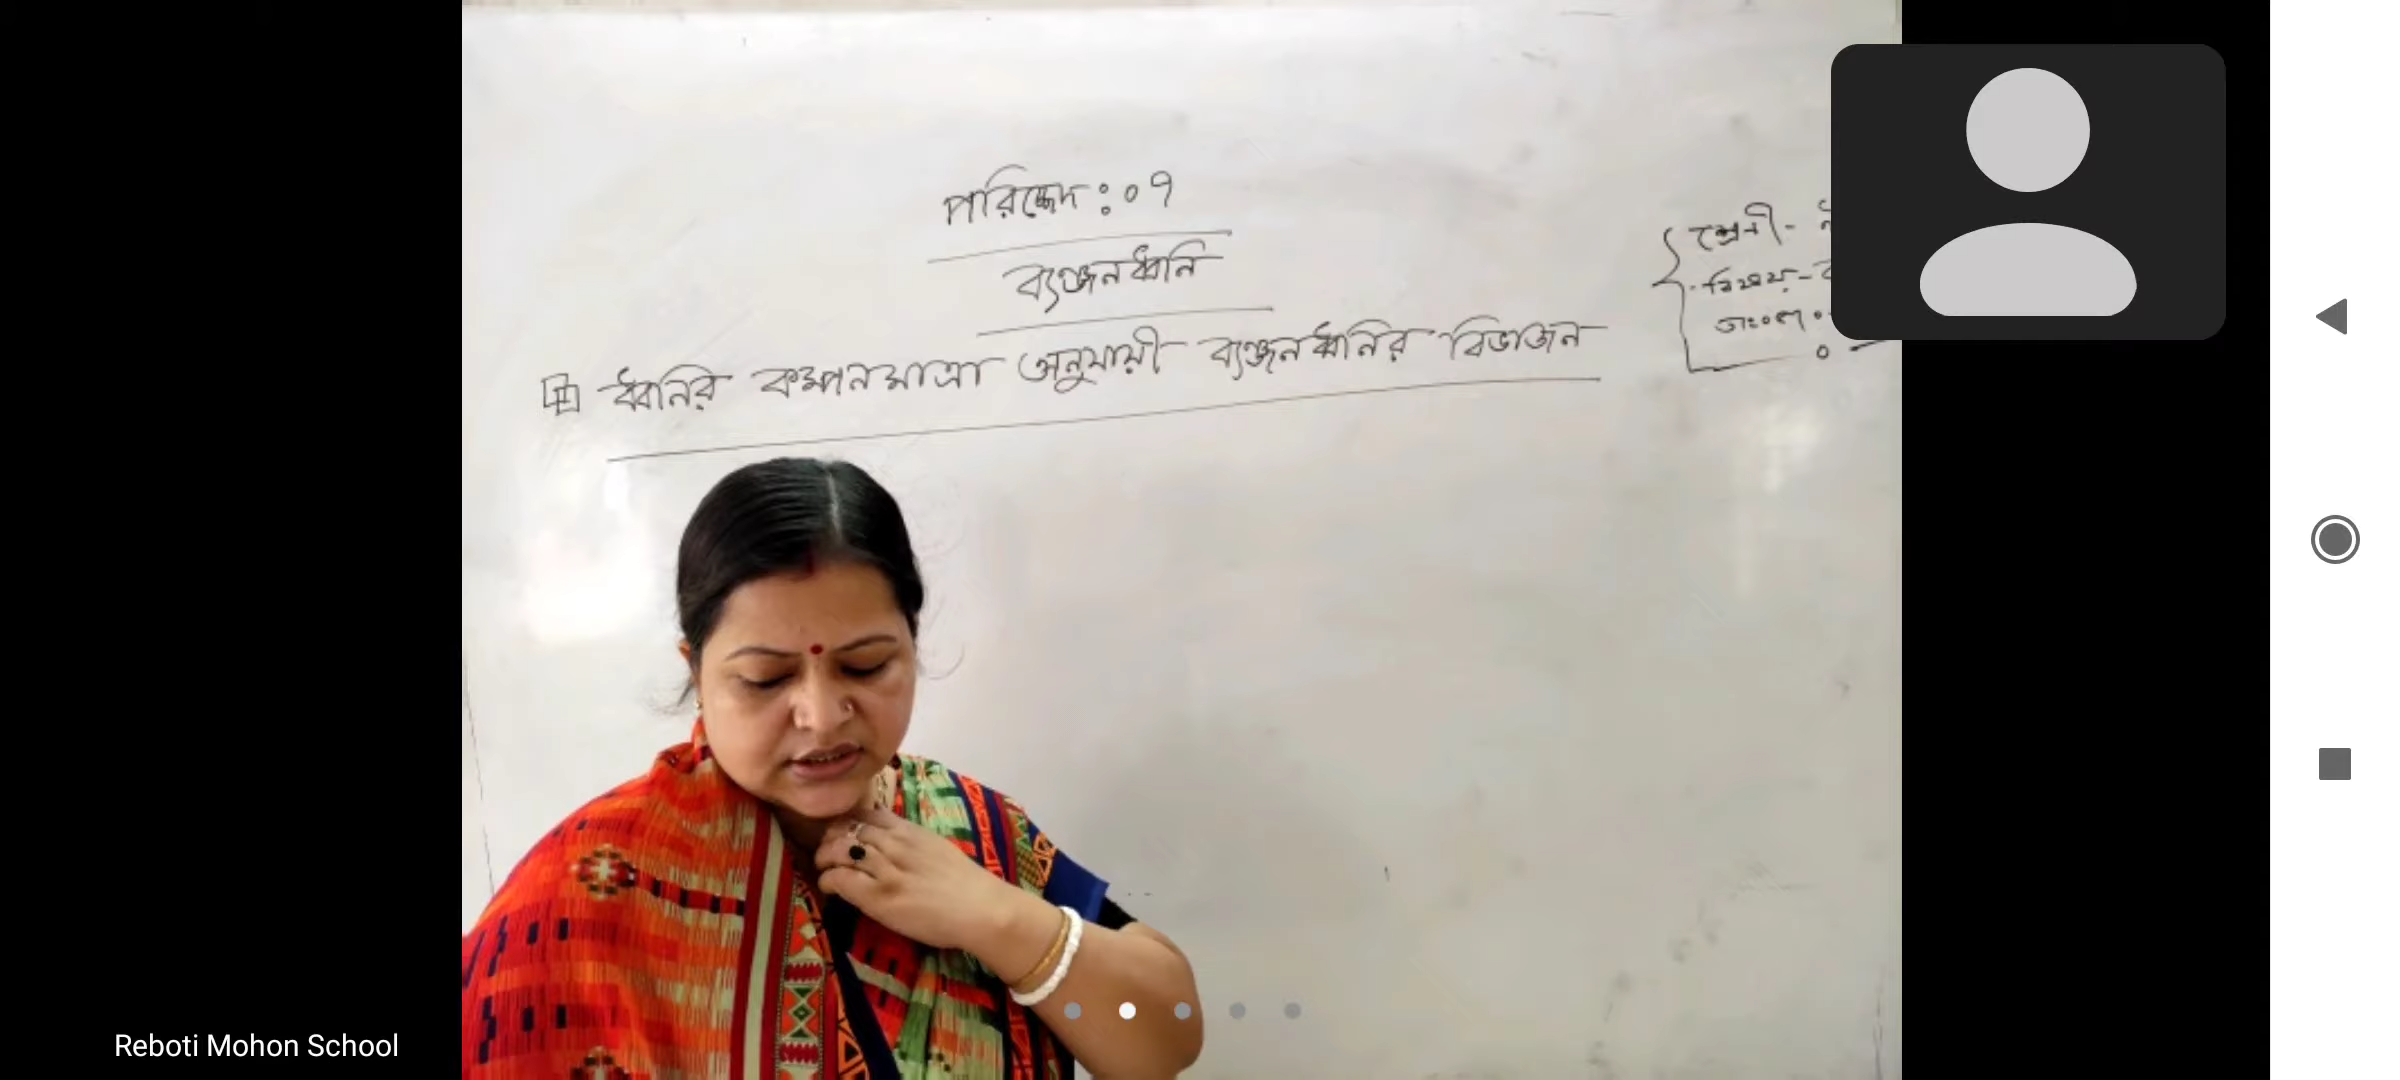 পরিচ্ছেদ : ০৭
ব্যঞ্জনধ্বনি
ধ্বনির কম্পনমাত্রা অনুযায়ী ব্যঞ্জনধ্বনির বিভাজন
শ্রেণী-
বিষয়-
Reboti Mohon School